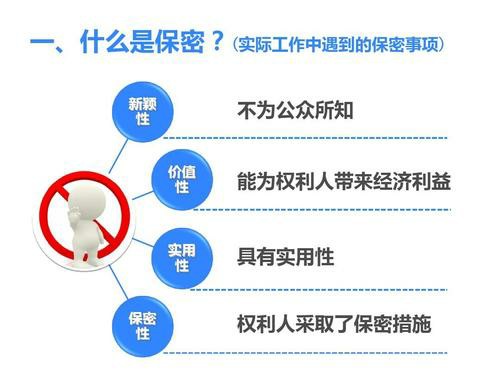 一、什么是保密？(实际工作中遇到的保密事项)
新颖性
不为公众所知
价值性
能为权利人带来经济利益
实用性
具有实用性
保密性
权利人采取了保密措施